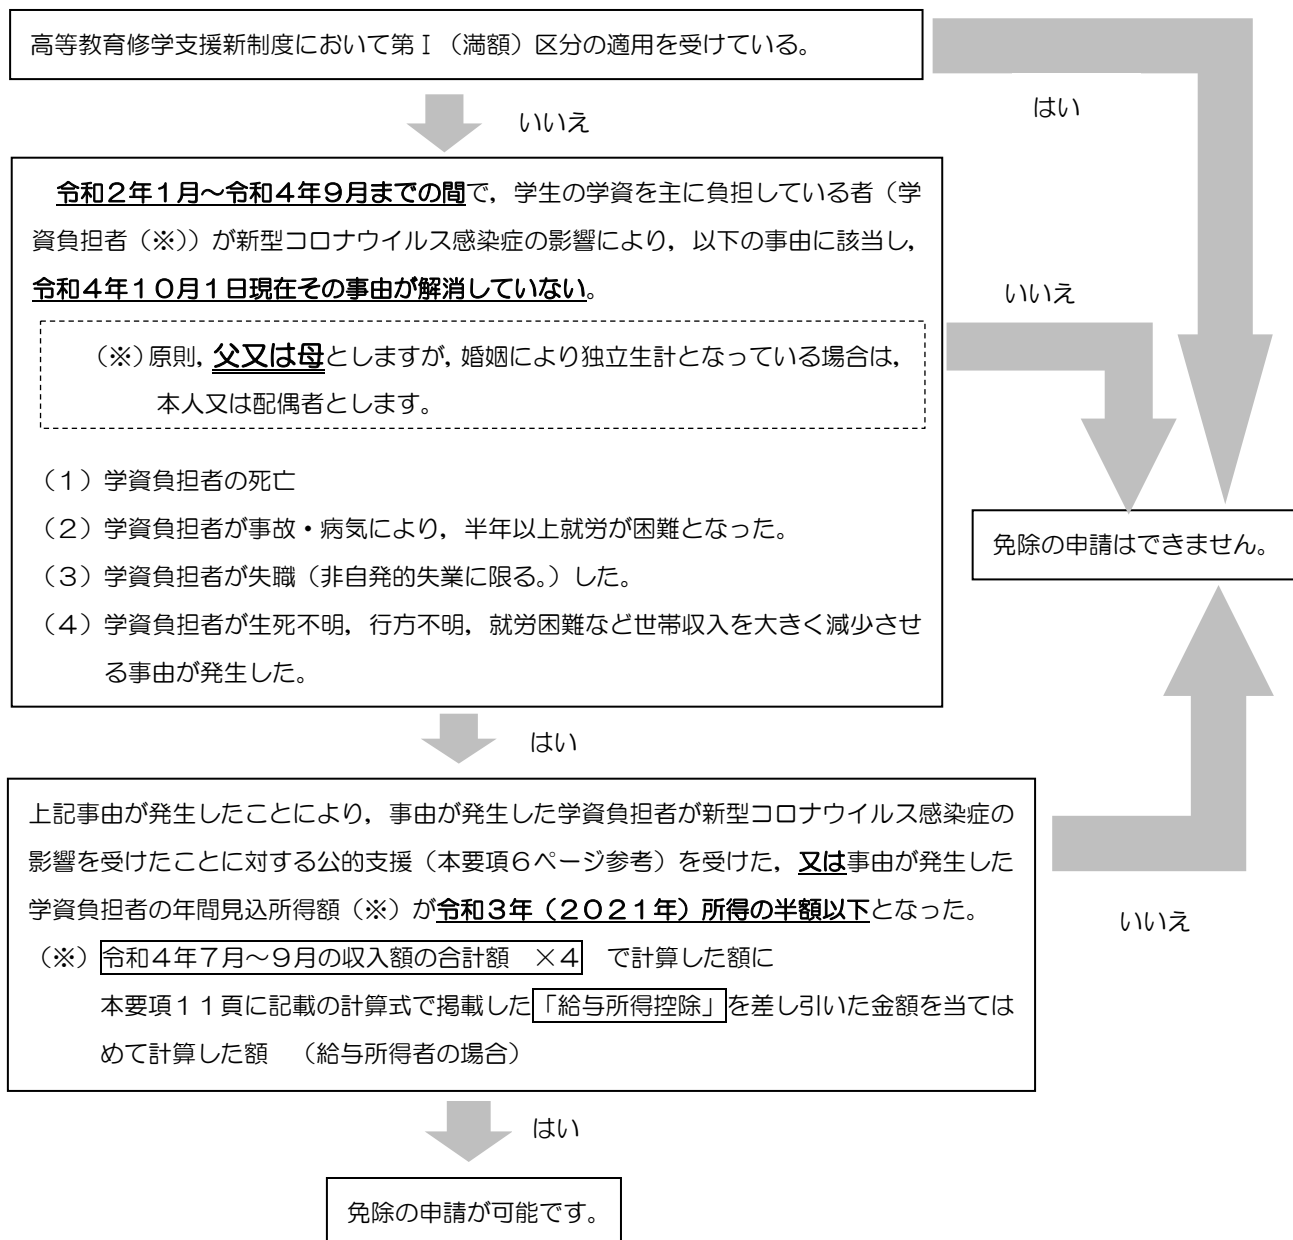 高等教育修学支援新制度において第Ⅰ（満額）区分の適用を受けている。
はい
いいえ
令和２年１月～令和４年９月までの間で，学生の学資を主に負担している者（学
資負担者（※））が新型コロナウイルス感染症の影響により，以下の事由に該当し，
令和４年１０月１日現在その事由が解消していない。
いいえ
（※）原則，父又は母としますが，婚姻により独立生計となっている場合は，
本人又は配偶者とします。
（１）学資負担者の死亡
（２）学資負担者が事故・病気により，半年以上就労が困難となった。
（３）学資負担者が失職（非自発的失業に限る。）した。
（４）学資負担者が生死不明，行方不明，就労困難など世帯収入を大きく減少させ
る事由が発生した。
免除の申請はできません。
はい
上記事由が発生したことにより，事由が発生した学資負担者が新型コロナウイルス感染症の
影響を受けたことに対する公的支援（本要項６ページ参考）を受けた，又は事由が発生した
学資負担者の年間見込所得額（※）が令和３年（２０２１年）所得の半額以下となった。
（※）令和４年７月～９月の収入額の合計額　×４　で計算した額に
本要項１１頁に記載の計算式で掲載した「給与所得控除」を差し引いた金額を当ては
めて計算した額　（給与所得者の場合）
いいえ
はい
免除の申請が可能です。